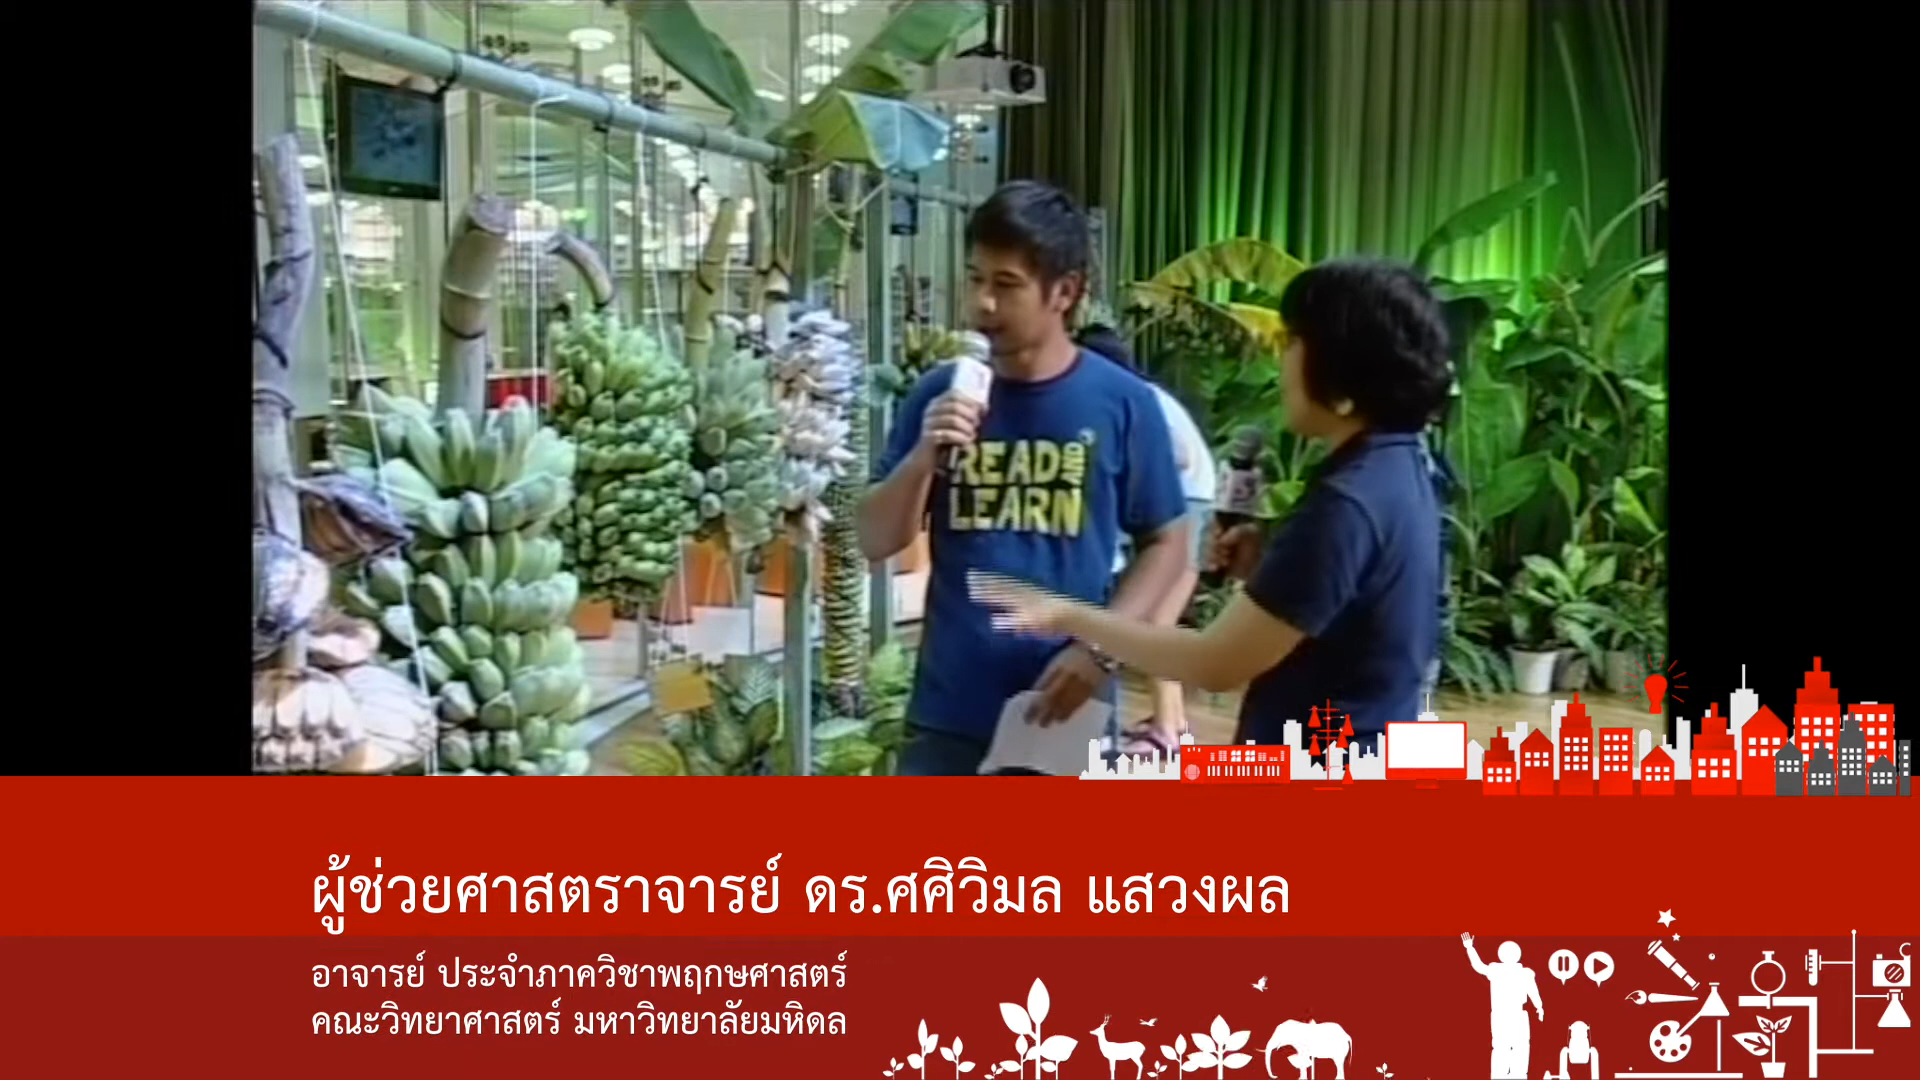 READ AND
LEARN
ผู้ช่วยศาสตราจารย์ ดร.ศศิวิมล แสวงผล
อาจารย์ ประจำภาควิชาพฤกษศาสตร์
คณะวิทยาศาสตร์ มหาวิทยาลัยมหิดล